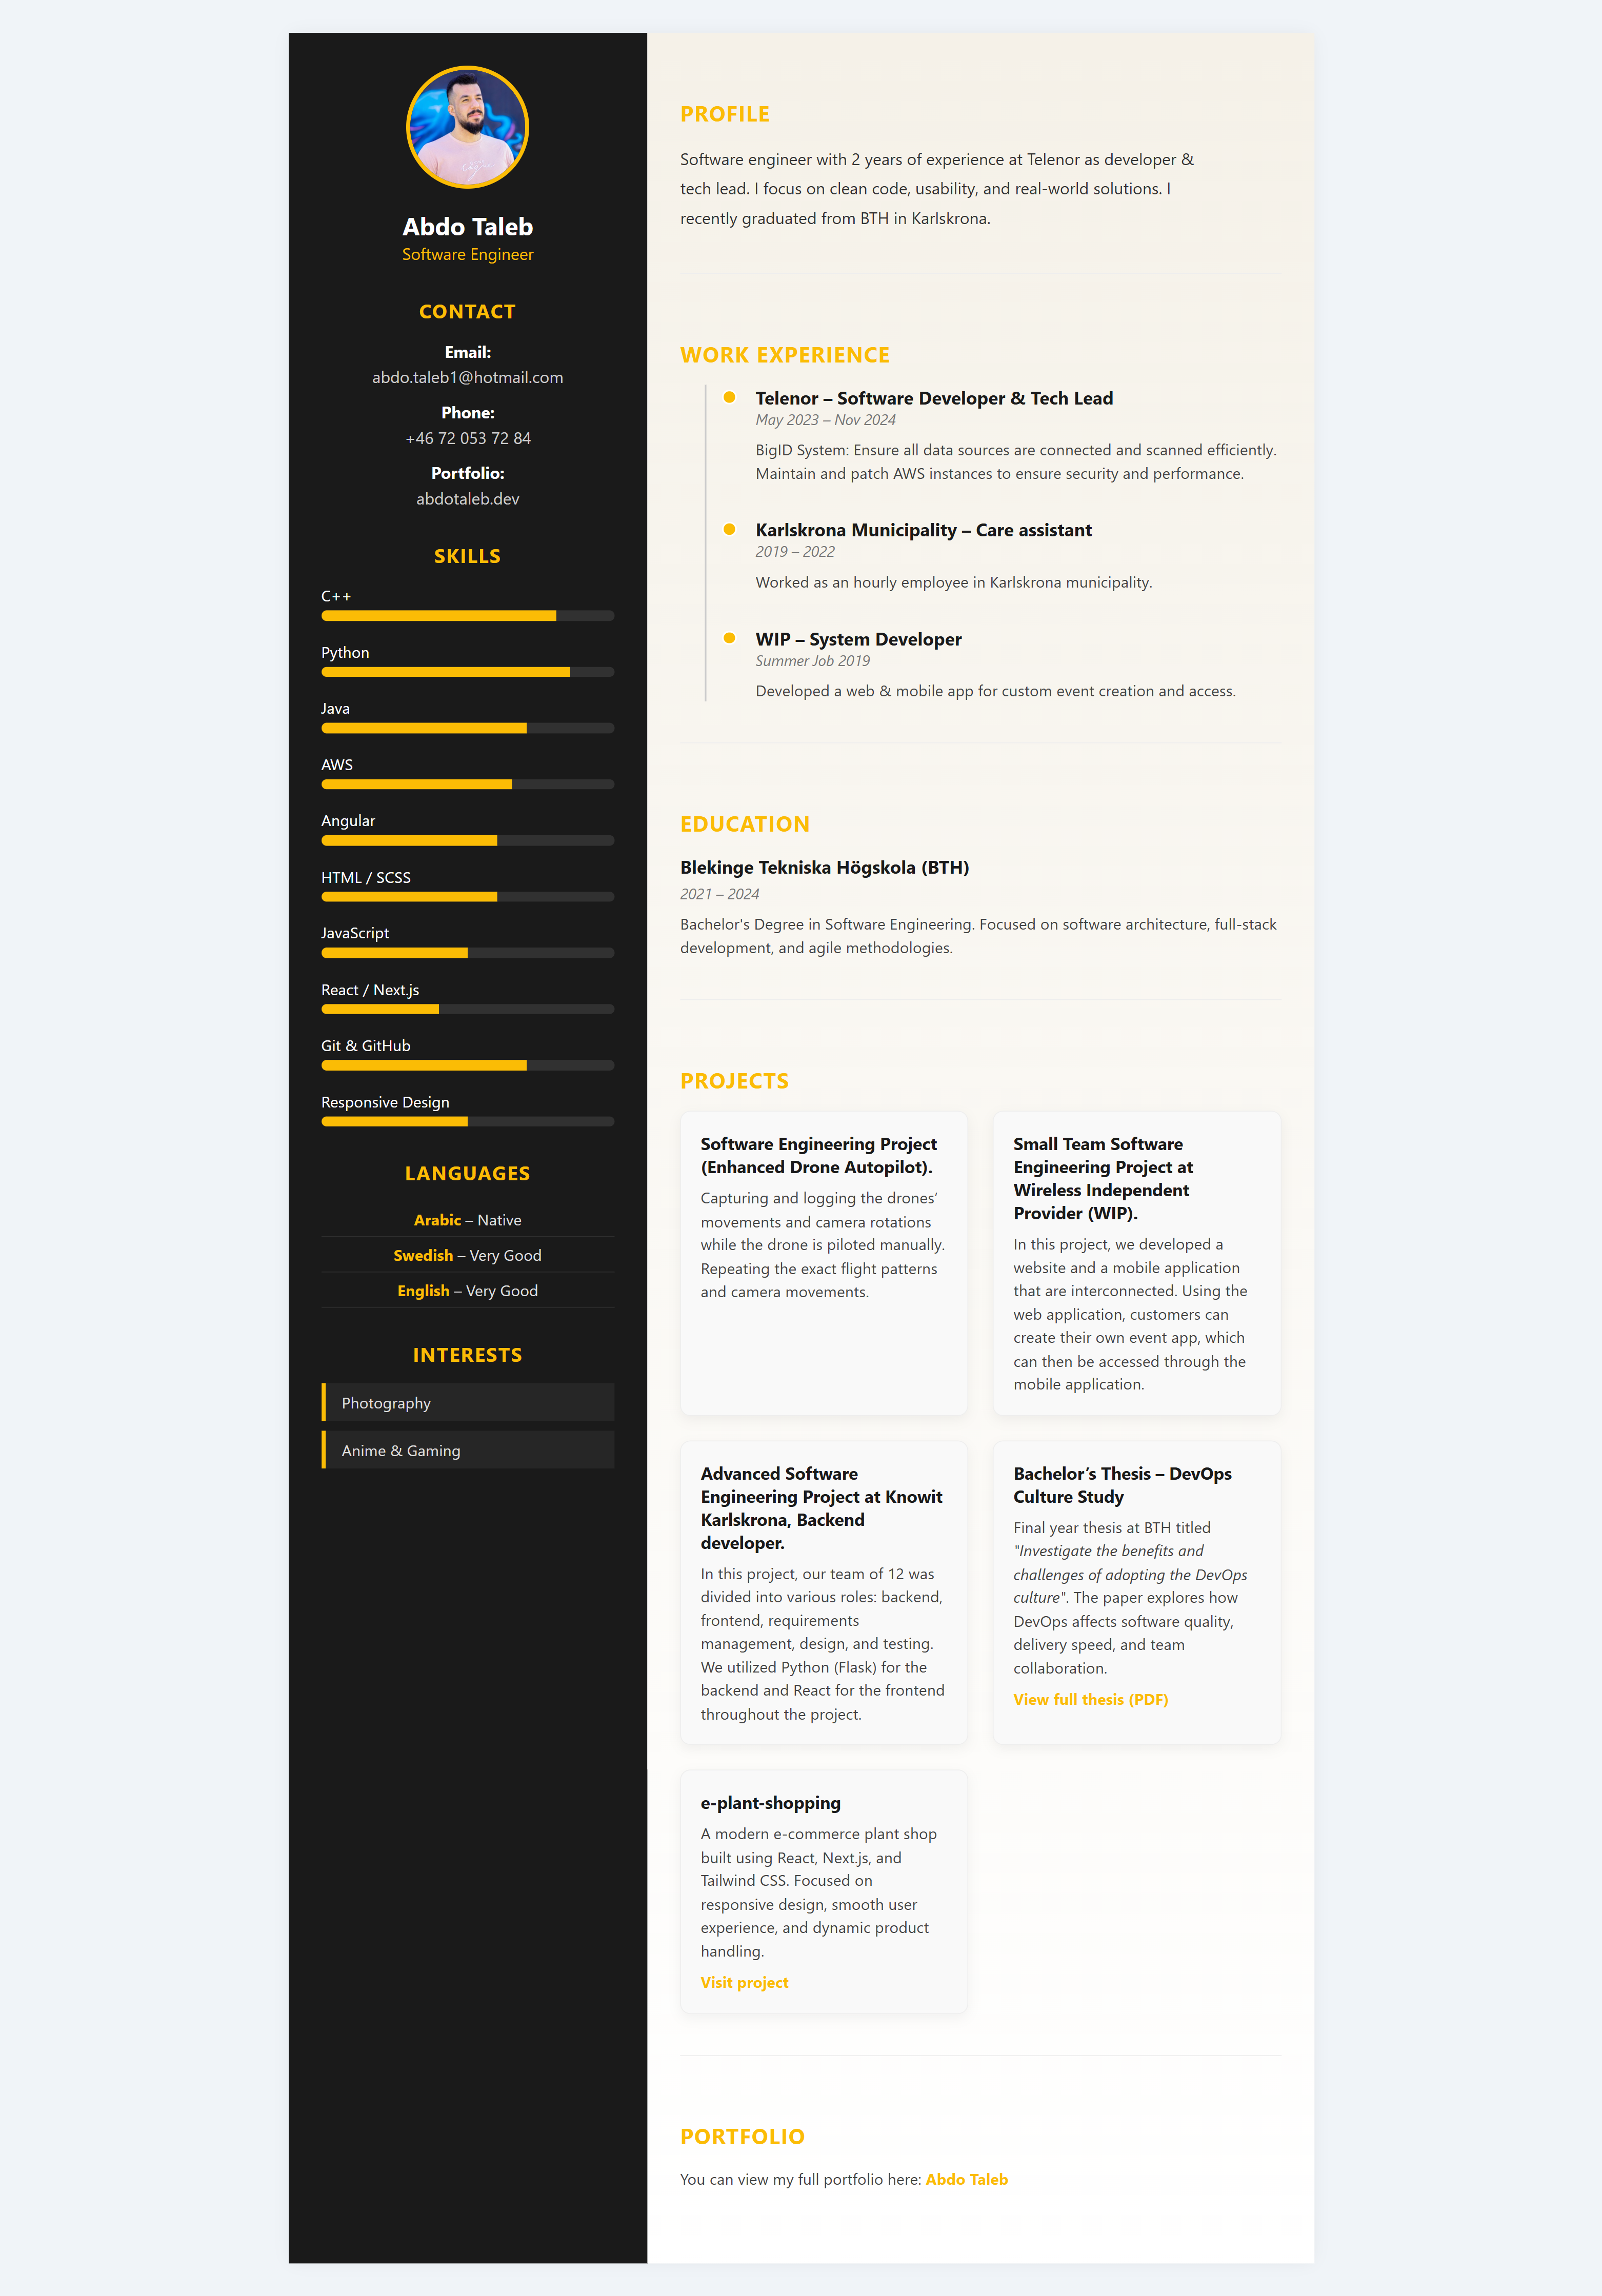 Abdo Taleb
Software Engineer
CONTACT
Email:
abdo.taleb1@hotmail.com
Phone:
+46 72 053 72 84
Portfolio:
abdotaleb.dev
SKILLS
C++
Python
Java
AWS
Angular
HTML / SCSS
JavaScript
React / Next.js
Git & GitHub
Responsive Design
LANGUAGES
Arabic – Native
Swedish – Very Good
English – Very Good
INTERESTS
Photography
Anime & Gaming
PROFILE
Software engineer with 2 years of experience at Telenor as developer &
tech lead. I focus on clean code, usability, and real-world solutions. I
recently graduated from BTH in Karlskrona.
WORK EXPERIENCE
Telenor – Software Developer & Tech Lead
May 2023 – Nov 2024
BigID System: Ensure all data sources are connected and scanned efficiently.
Maintain and patch AWS instances to ensure security and performance.
Karlskrona Municipality – Care assistant
2019 – 2022
Worked as an hourly employee in Karlskrona municipality.
WIP – System Developer
Summer Job 2019
Developed a web & mobile app for custom event creation and access.
EDUCATION
Blekinge Tekniska Högskola (BTH)
2021 – 2024
Bachelor's Degree in Software Engineering. Focused on software architecture, full-stack
development, and agile methodologies.
PROJECTS
Software Engineering Project
(Enhanced Drone Autopilot).
Capturing and logging the drones’
movements and camera rotations
while the drone is piloted manually.
Repeating the exact flight patterns
and camera movements.
Small Team Software
Engineering Project at
Wireless Independent
Provider (WIP).
In this project, we developed a
website and a mobile application
that are interconnected. Using the
web application, customers can
create their own event app, which
can then be accessed through the
mobile application.
Advanced Software
Engineering Project at Knowit
Karlskrona, Backend
developer.
In this project, our team of 12 was
divided into various roles: backend,
frontend, requirements
management, design, and testing.
We utilized Python (Flask) for the
backend and React for the frontend
throughout the project.
Bachelor’s Thesis – DevOps
Culture Study
Final year thesis at BTH titled
"Investigate the benefits and
challenges of adopting the DevOps
culture". The paper explores how
DevOps affects software quality,
delivery speed, and team
collaboration.
View full thesis (PDF)
e-plant-shopping
A modern e-commerce plant shop
built using React, Next.js, and
Tailwind CSS. Focused on
responsive design, smooth user
experience, and dynamic product
handling.
Visit project
PORTFOLIO
You can view my full portfolio here: Abdo Taleb